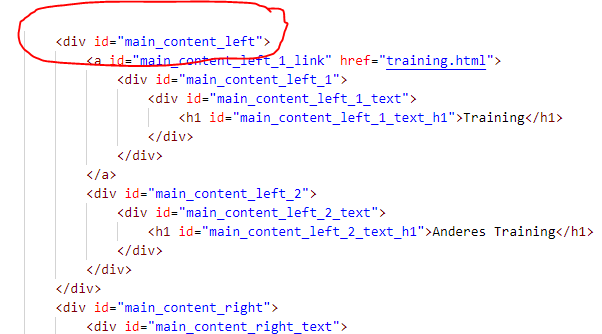 <div id="main_content_left">
<a id="main_content_left_1_link" href="training.html">
<div id="main_content_left_1">
<div id="main_content_left_1_text">
<h1 id="main_content_left_1_text_h1">Training</h1>
</div>
</div>
</a>
<div id="main_content_left_2">
<div id="main_content_left_2_text">
<h1 id="main_content_left_2_text_h1">Anderes Training</h1>
</div>
</div>
</div>
<div id="main_content_right">
<div id="main_content_right_text">